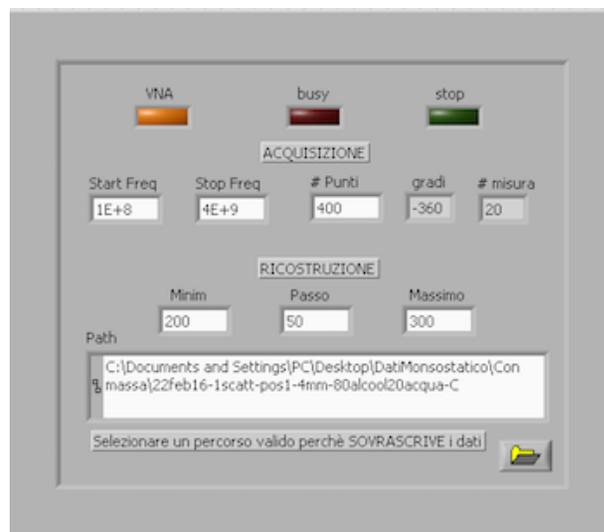 VNA busy stop
ACQUISIZIONE
Start Freq Stop Freq # Punti gradi # misura
1E+8 4E+9 400 -360 20
RICOSTRUZIONE
Minim Passo Massimo
200 50 300
Path
C:\Documents and Settings\PC\Desktop\DatiMonsostatico\Con
massa\22feb16-1scatt-pos1-4mm-80alcool20acqua-C
Selezionare un percorso valido perchè SOVRASCRIVE i dati